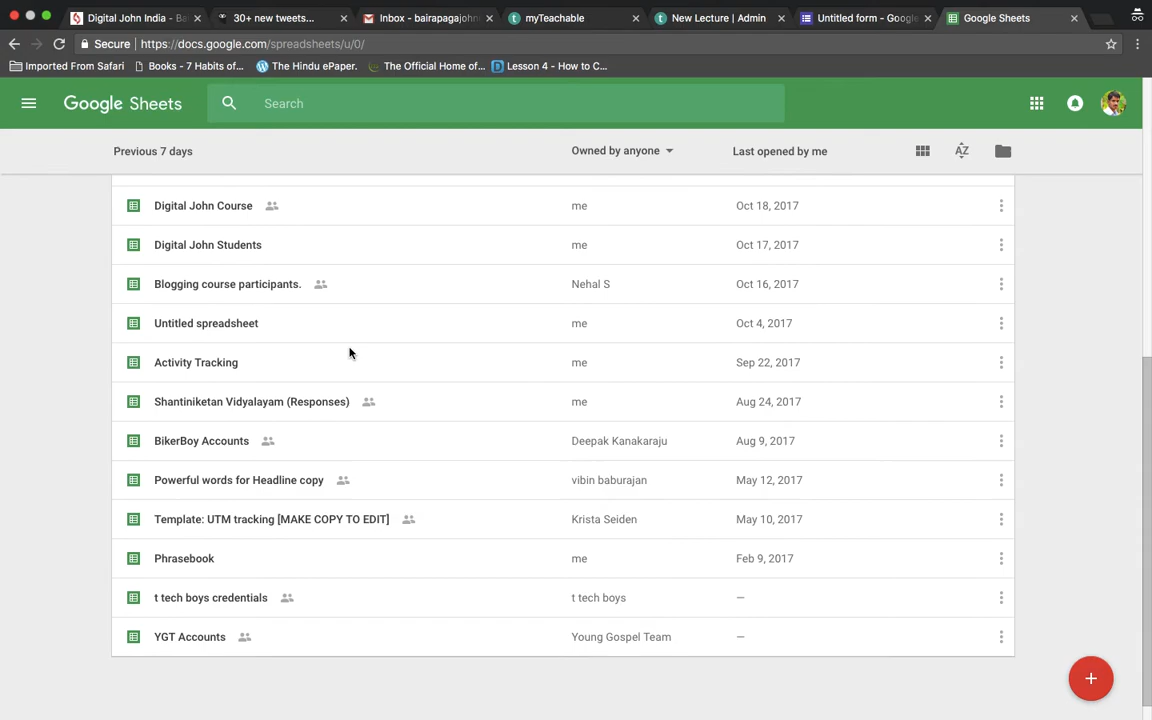 Digital John India - Ba
30+ new tweets...
Inbox - bairapagajohn
myTeachable
New Lecture | Admin
Untitled form - Google
Google Sheets
Secure
https://docs.google.com/spreadsheets/u/0/
Imported From Safari
Books - 7 Habits of...
The Hindu ePaper.
The Official Home of...
Lesson 4 - How to C...
Google Sheets
Search
Previous 7 days
Owned by anyone
Last opened by me
AZ
Digital John Course me Oct 18, 2017
Digital John Students me Oct 17, 2017
Blogging course participants. Nehal S Oct 16, 2017
Untitled spreadsheet me Oct 4, 2017
Activity Tracking me Sep 22, 2017
Shantiniketan Vidyalayam (Responses) me Aug 24, 2017
BikerBoy Accounts Deepak Kanakaraju Aug 9, 2017
Powerful words for Headline copy vibin baburajan May 12, 2017
Template: UTM tracking [MAKE COPY TO EDIT] Krista Seiden May 10, 2017
Phrasebook me Feb 9, 2017
t tech boys credentials t tech boys –
YGT Accounts Young Gospel Team –